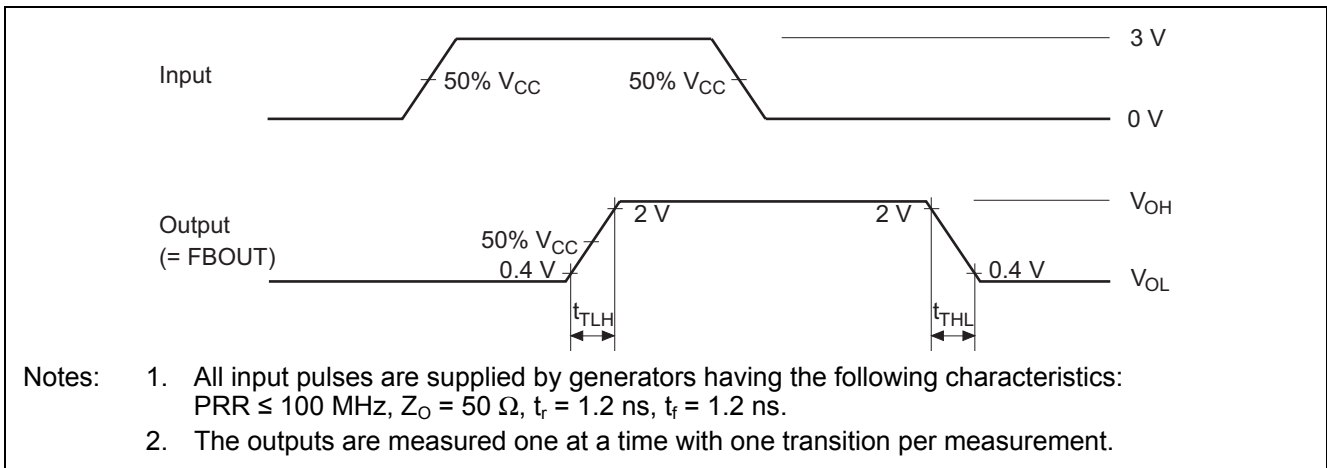 3 V
Input
50% VCC 50% VCC
0 V
VOH
2 V 2 V
Output
50% VCC
(= FBOUT)
0.4 V 0.4 V
VOL
tTLH tTHL
Notes: 1. All input pulses are supplied by generators having the following characteristics:
PRR ≤ 100 MHz, ZO = 50 Ω, tr = 1.2 ns, tf = 1.2 ns.
2. The outputs are measured one at a time with one transition per measurement.